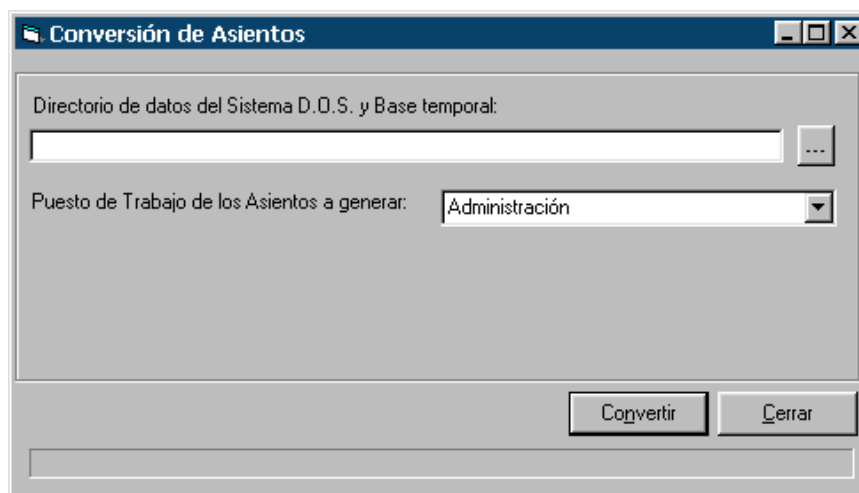 Conversión de Asientos
Directorio de datos del Sistema D.O.S. y Base temporal:
...
Puesto de Trabajo de los Asientos a generar:
Administración
Convertir
Cerrar